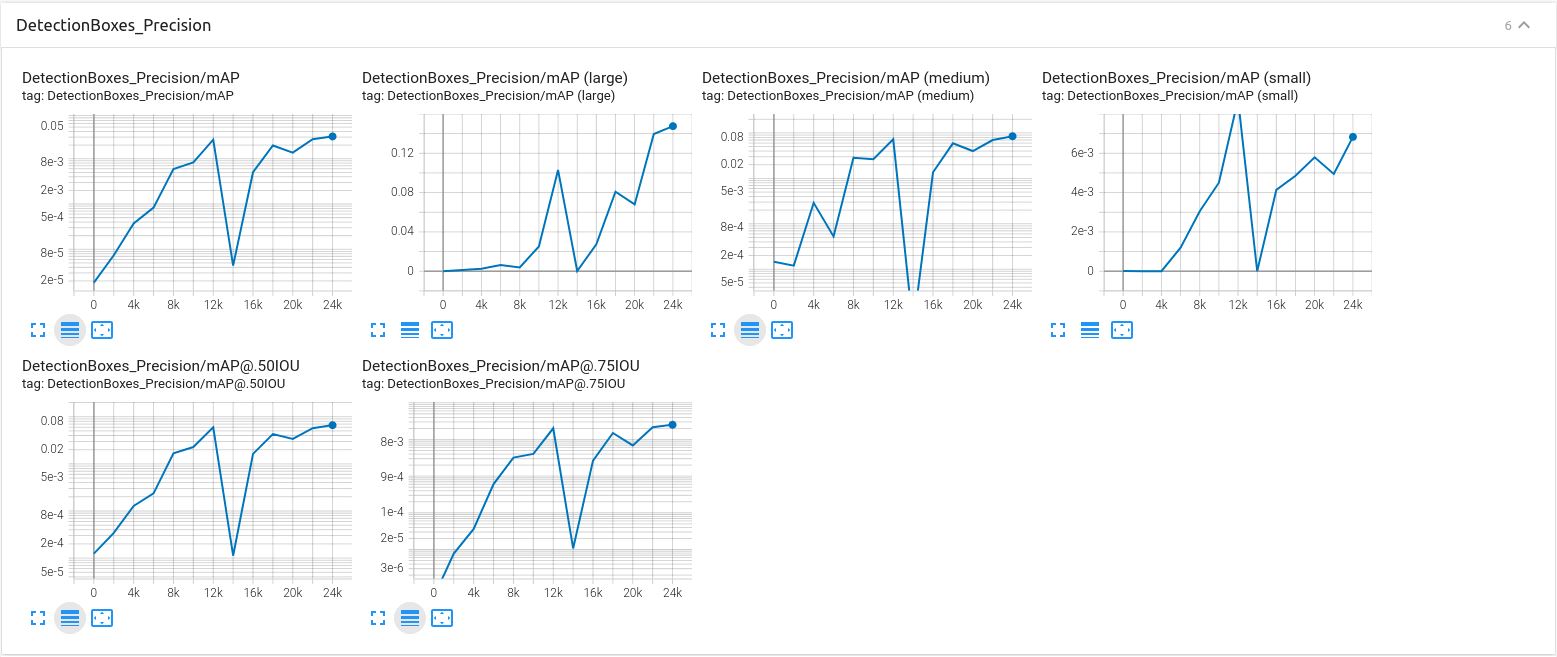 DetectionBoxes_Precision
6
DetectionBoxes_Precision/mAP
tag: DetectionBoxes_Precision/mAP
0.05
8e-3
2e-3
5e-4
8e-5
2e-5
0 4k 8k 12k 16k 20k 24k
DetectionBoxes_Precision/mAP (large)
tag: DetectionBoxes_Precision/mAP (large)
0.12
0.08
0.04
0
0 4k 8k 12k 16k 20k 24k
DetectionBoxes_Precision/mAP (medium)
tag: DetectionBoxes_Precision/mAP (medium)
0.08
0.02
5e-3
8e-4
2e-4
5e-5
0 4k 8k 12k 16k 20k 24k
DetectionBoxes_Precision/mAP (small)
tag: DetectionBoxes_Precision/mAP (small)
6e-3
4e-3
2e-3
0
0 4k 8k 12k 16k 20k 24k
DetectionBoxes_Precision/mAP@.50IOU
tag: DetectionBoxes_Precision/mAP@.50IOU
0.08
0.02
5e-3
8e-4
2e-4
5e-5
0 4k 8k 12k 16k 20k 24k
DetectionBoxes_Precision/mAP@.75IOU
tag: DetectionBoxes_Precision/mAP@.75IOU
8e-3
9e-4
1e-4
2e-5
3e-6
0 4k 8k 12k 16k 20k 24k